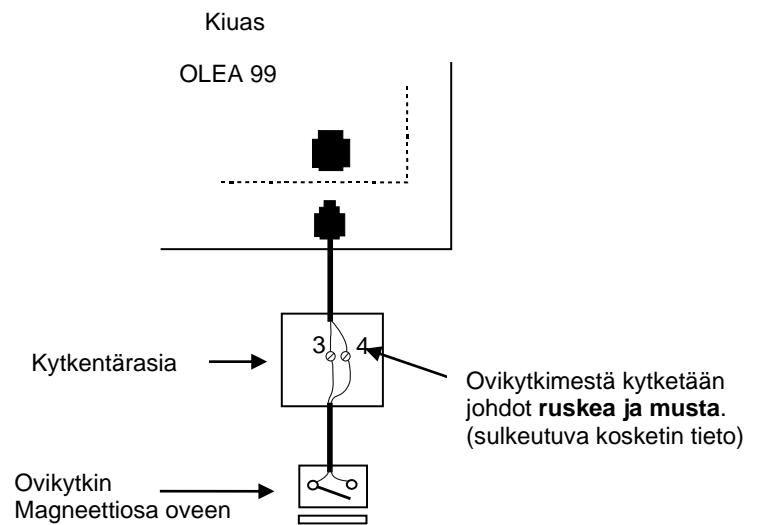 Kiuas
OLEA 99
3 4
Kytkentärasia
Ovikytkimestä kytketään
johdot ruskea ja musta.
(sulkeutuva kosketin tieto)
Ovikytkin
Magneettiosa oveen